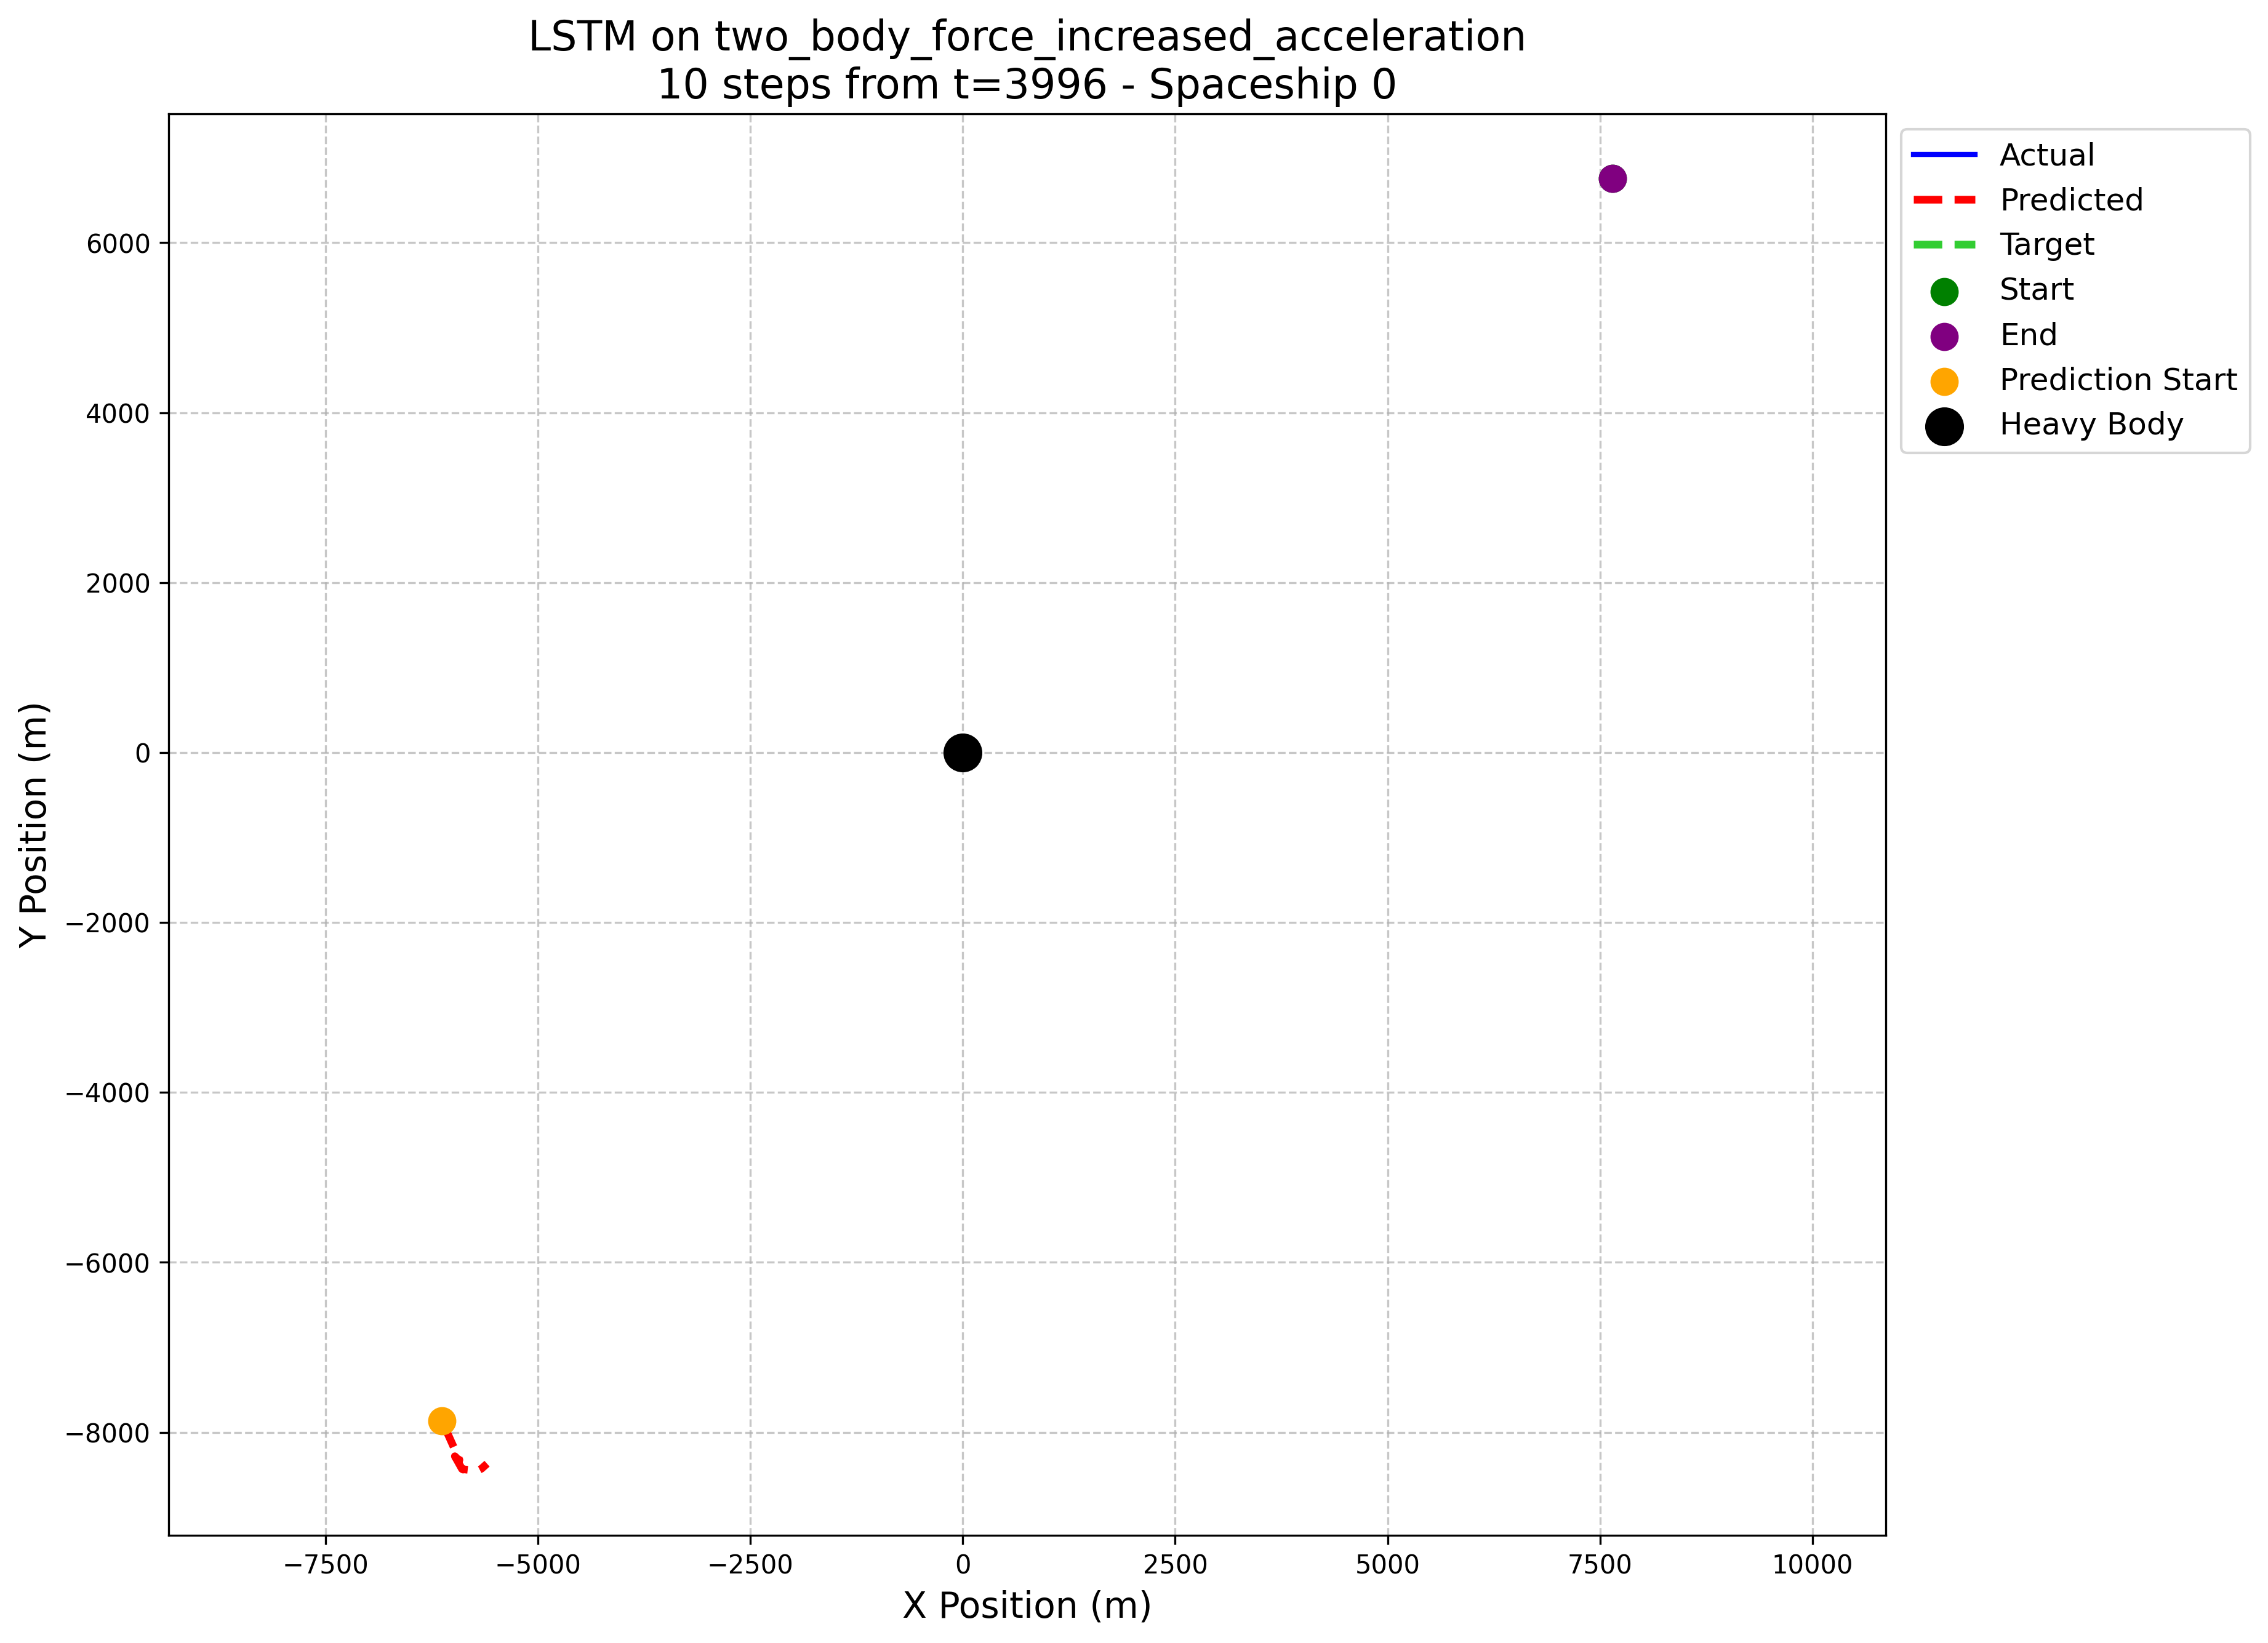 LSTM on two_body_force_increased_acceleration
10 steps from t=3996 - Spaceship 0
Actual
Predicted
Target
Start
End
Prediction Start
Heavy Body
Y Position (m)
6000
4000
2000
0
−2000
−4000
−6000
−8000
−7500
−5000
−2500
0
2500
5000
7500
10000
X Position (m)